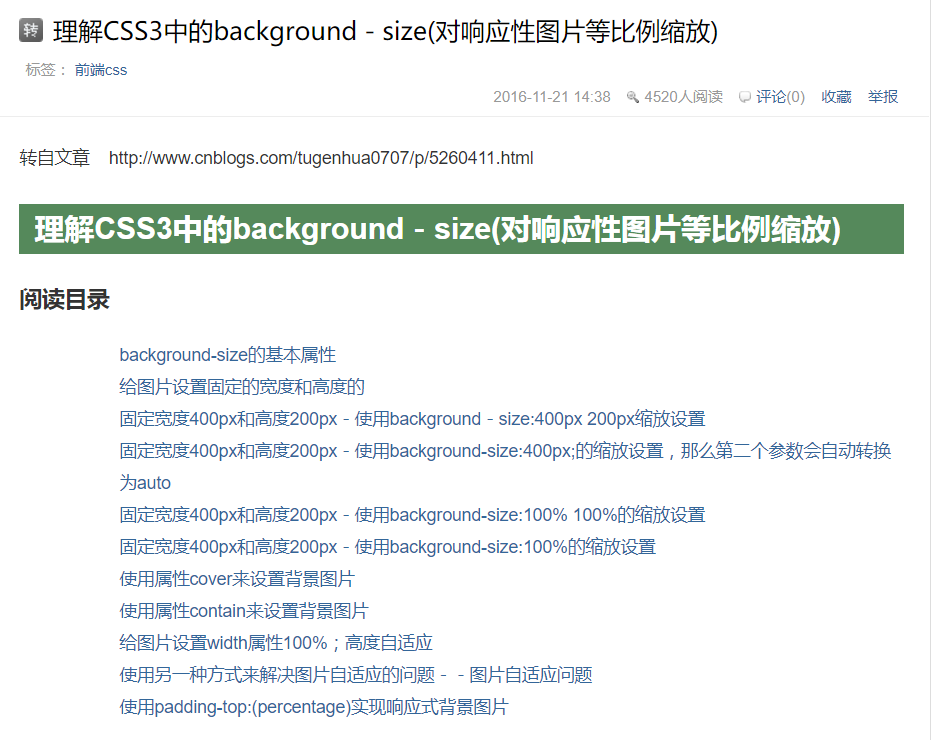 转 理解CSS3中的background - size(对响应性图片等比例缩放)
标签： 前端css
2016-11-21 14:38 4520人阅读 评论(0) 收藏 举报
转自文章 http://www.cnblogs.com/tugenhua0707/p/5260411.html
理解CSS3中的background - size(对响应性图片等比例缩放)
阅读目录
background-size的基本属性
给图片设置固定的宽度和高度的
固定宽度400px和高度200px - 使用background - size:400px 200px缩放设置
固定宽度400px和高度200px - 使用background-size:400px;的缩放设置，那么第二个参数会自动转换
为auto
固定宽度400px和高度200px - 使用background-size:100% 100%的缩放设置
固定宽度400px和高度200px - 使用background-size:100%的缩放设置
使用属性cover来设置背景图片
使用属性contain来设置背景图片
给图片设置width属性100%；高度自适应
使用另一种方式来解决图片自适应的问题 - - 图片自适应问题
使用padding-top:(percentage)实现响应式背景图片